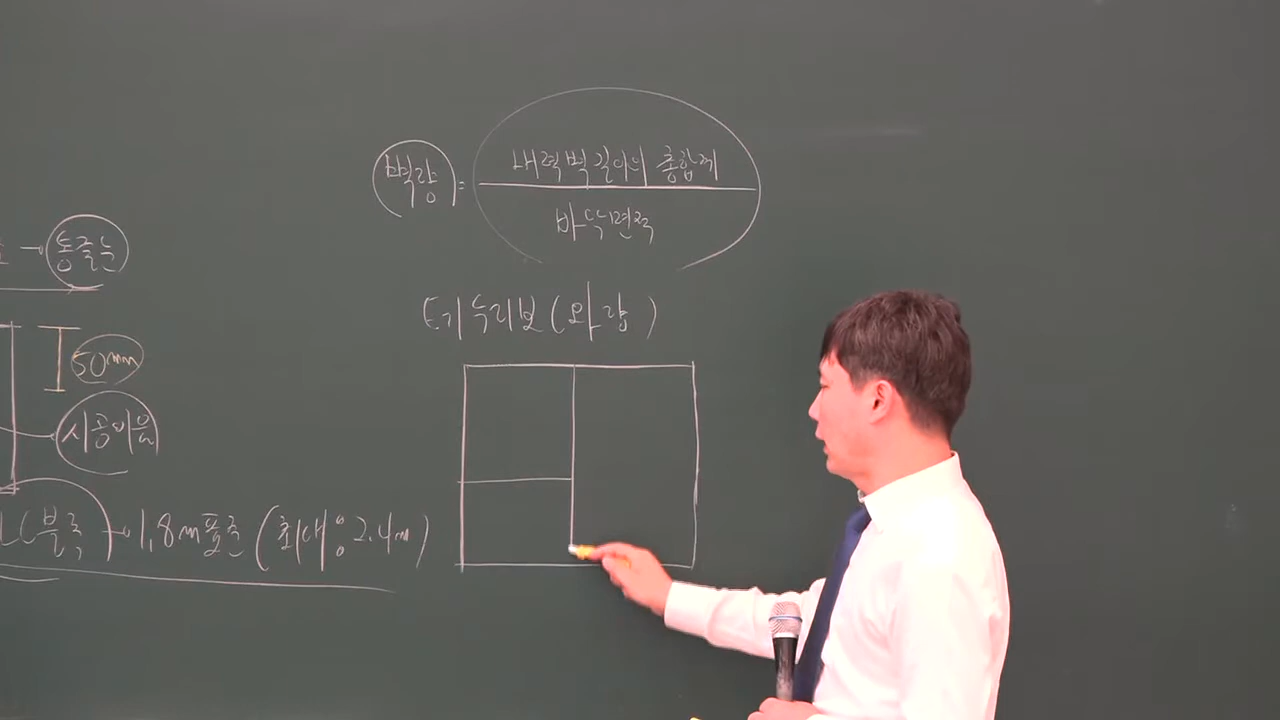 통줄눈
50mm
시공이음
(블록) → 1,8m 표준 (최대 : 2.4m)
벽량 = 내력벽길이의 총합계
바닥면적
테두리보 (와량)